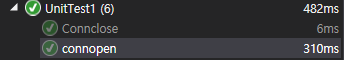 UnitTest1 (6) 482ms
Connclose 6ms
connopen 310ms